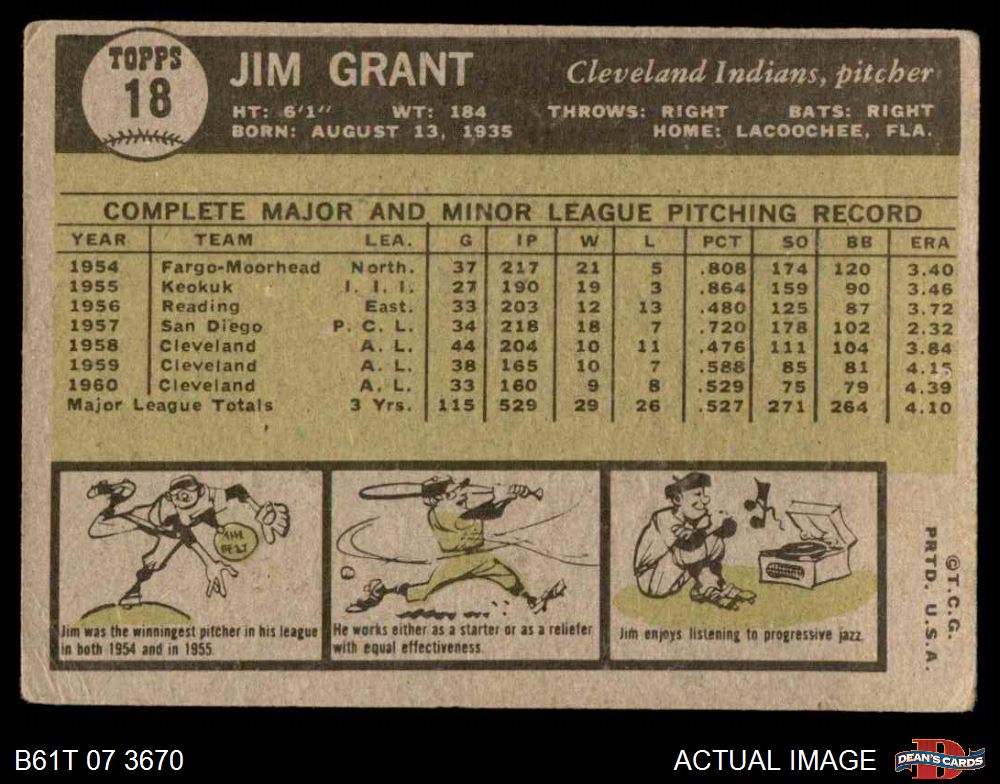 TOPPS
18
JIM GRANT
Cleveland Indians, pitcher
HT: 6'1" WT: 184 THROWS: RIGHT BATS: RIGHT
BORN: AUGUST 13, 1935 HOME: LACOOCHEE, FLA.
COMPLETE MAJOR AND MINOR LEAGUE PITCHING RECORD
YEAR TEAM LEA. G IP W L PCT SO BB ERA
1954 Fargo-Moorhead North. 37 217 21 5 .808 174 120 3.40
1955 Keokuk I. I. I. 27 190 19 3 .864 159 90 3.46
1956 Reading East. 33 203 12 13 .480 125 87 3.72
1957 San Diego P. C. L. 34 218 18 7 .720 178 102 2.32
1958 Cleveland A. L. 44 204 10 11 .476 111 104 3.84
1959 Cleveland A. L. 38 165 10 7 .588 85 81 4.15
1960 Cleveland A. L. 33 160 9 8 .529 75 79 4.39
Major League Totals 3 Yrs. 115 529 29 26 .527 271 264 4.10
THE
BEST
Jim was the winningest pitcher in his league
in both 1954 and in 1955.
He works either as a starter or as a reliefer
with equal effectiveness.
Jim enjoys listening to progressive jazz.
©T.C.G.
PRTD. U.S.A.
B61T 07 3670
ACTUAL IMAGE
DEAN'S CARDS